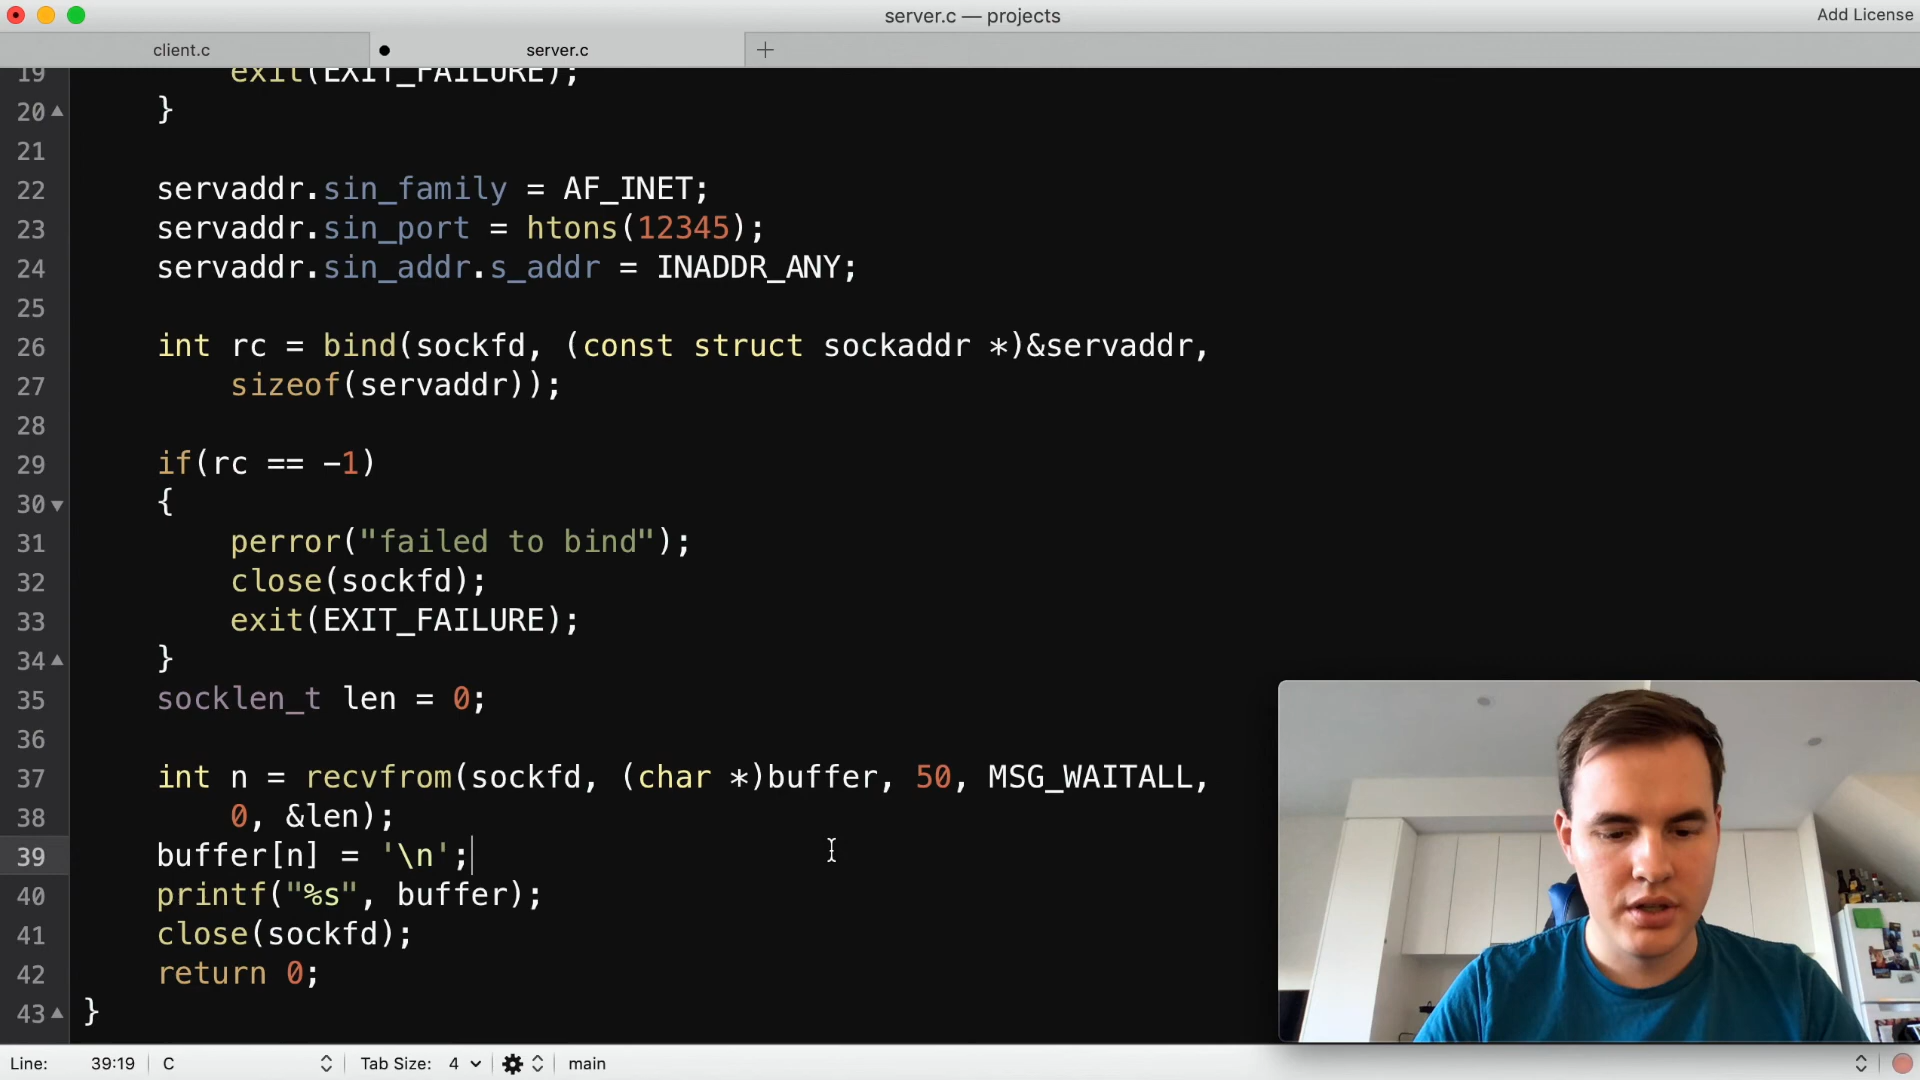 server.c — projects
Add License
client.c
server.c
19 exit(EXIT_FAILURE);
20 }
21
22 servaddr.sin_family = AF_INET;
23 servaddr.sin_port = htons(12345);
24 servaddr.sin_addr.s_addr = INADDR_ANY;
25
26 int rc = bind(sockfd, (const struct sockaddr *)&servaddr,
27 sizeof(servaddr));
28
29 if(rc == -1)
30 {
31 perror("failed to bind");
32 close(sockfd);
33 exit(EXIT_FAILURE);
34 }
35 socklen_t len = 0;
36
37 int n = recvfrom(sockfd, (char *)buffer, 50, MSG_WAITALL,
38 0, &len);
39 buffer[n] = '\n';
40 printf("%s", buffer);
41 close(sockfd);
42 return 0;
43 }
Line: 39:19 C Tab Size: 4 main